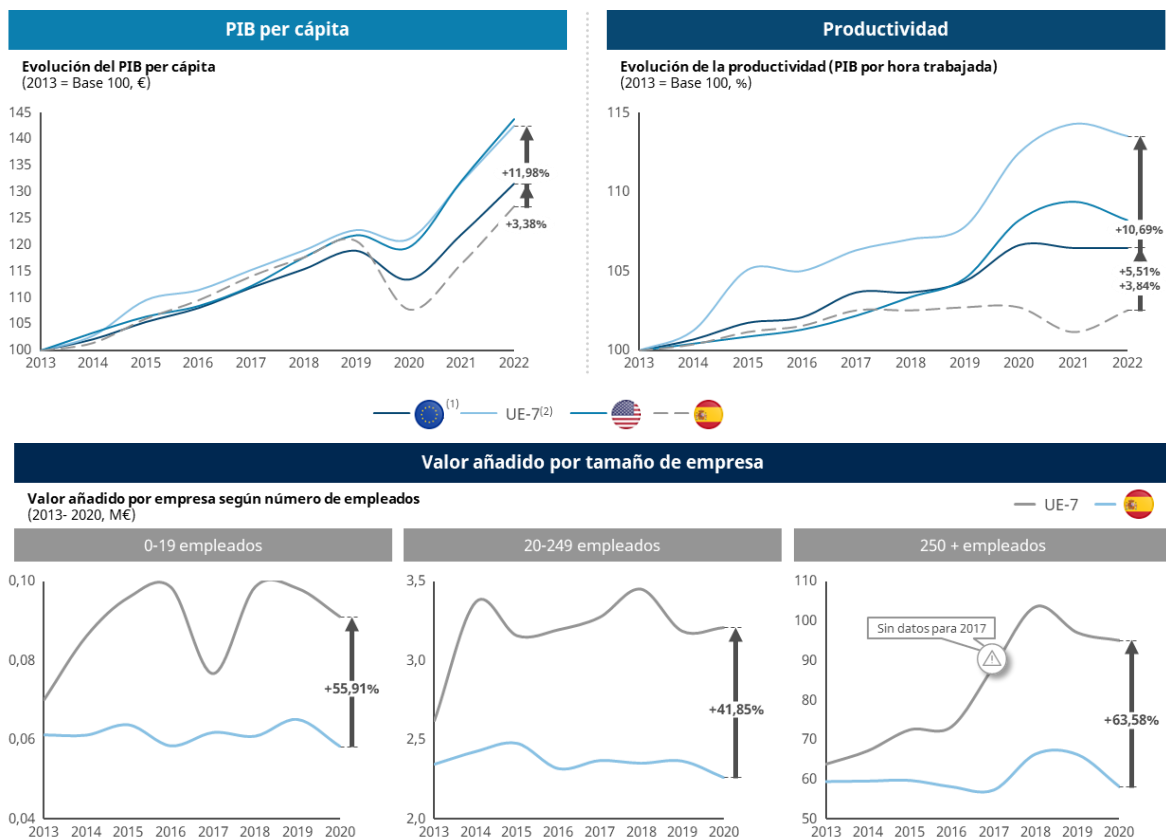 PIB per cápita
Evolución del PIB per cápita
(2013 = Base 100, €)
145
140
135
130
125
120
115
110
105
100
2013 2014 2015 2016 2017 2018 2019 2020 2021 2022
+11,98%
+3,38%
Productividad
Evolución de la productividad (PIB por hora trabajada)
(2013 = Base 100, %)
115
110
105
100
2013 2014 2015 2016 2017 2018 2019 2020 2021 2022
+10,69%
+5,51%
+3,84%
(1) UE-7(2)
Valor añadido por tamaño de empresa
Valor añadido por empresa según número de empleados
(2013- 2020, M€)
UE-7
0-19 empleados
0,10
0,08
0,06
0,04
2013 2014 2015 2016 2017 2018 2019 2020
+55,91%
20-249 empleados
3,5
3,0
2,5
2,0
2013 2014 2015 2016 2017 2018 2019 2020
+41,85%
250 + empleados
110
100
90
80
70
60
50
2013 2014 2015 2016 2017 2018 2019 2020
Sin datos para 2017
+63,58%